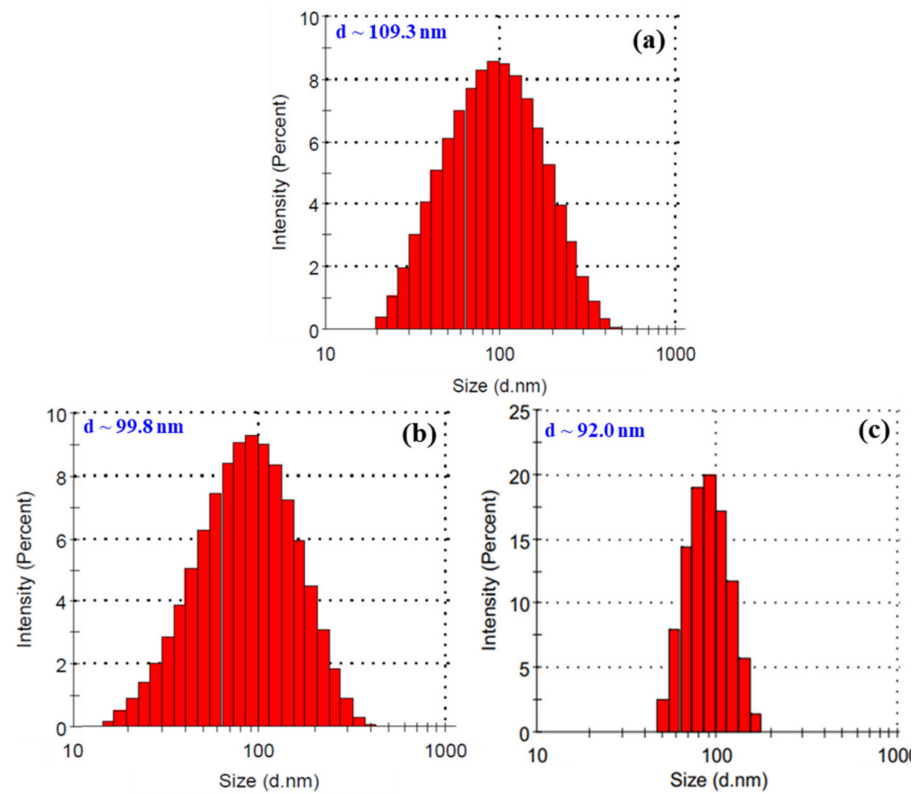 d ~ 109.3 nm
(a)
10
8
6
4
2
0
Intensity (Percent)
10
100
1000
Size (d.nm)
d ~ 99.8 nm
(b)
10
8
6
4
2
0
Intensity (Percent)
10
100
1000
Size (d.nm)
d ~ 92.0 nm
(c)
25
20
15
10
5
0
Intensity (Percent)
10
100
1000
Size (d.nm)